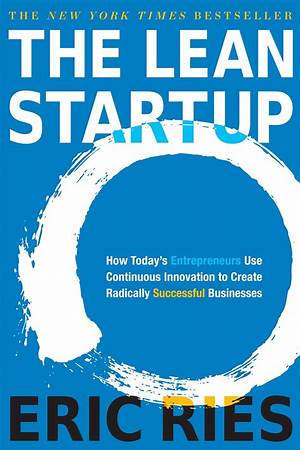 THE NEW YORK TIMES BESTSELLER
THE LEAN
STARTUP
How Today's Entrepreneurs Use
Continuous Innovation to Create
Radically Successful Businesses
ERIC RIES